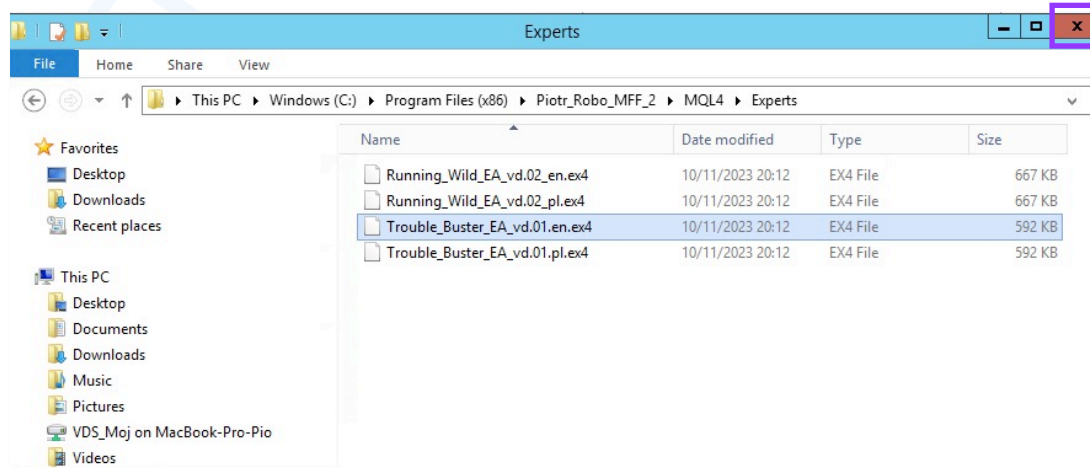 Experts
File Home Share View
This PC Windows (C:) Program Files (x86) Piotr_Robo_MFF_2 MQL4 Experts
Name Date modified Type Size
Favorites
Desktop
Downloads
Recent places
This PC
Desktop
Documents
Downloads
Music
Pictures
VDS_Moj on MacBook-Pro-Pio
Videos
Running_Wild_EA_vd.02_en.ex4 10/11/2023 20:12 EX4 File 667 KB
Running_Wild_EA_vd.02_pl.ex4 10/11/2023 20:12 EX4 File 667 KB
Trouble_Buster_EA_vd.01.en.ex4 10/11/2023 20:12 EX4 File 592 KB
Trouble_Buster_EA_vd.01.pl.ex4 10/11/2023 20:12 EX4 File 592 KB